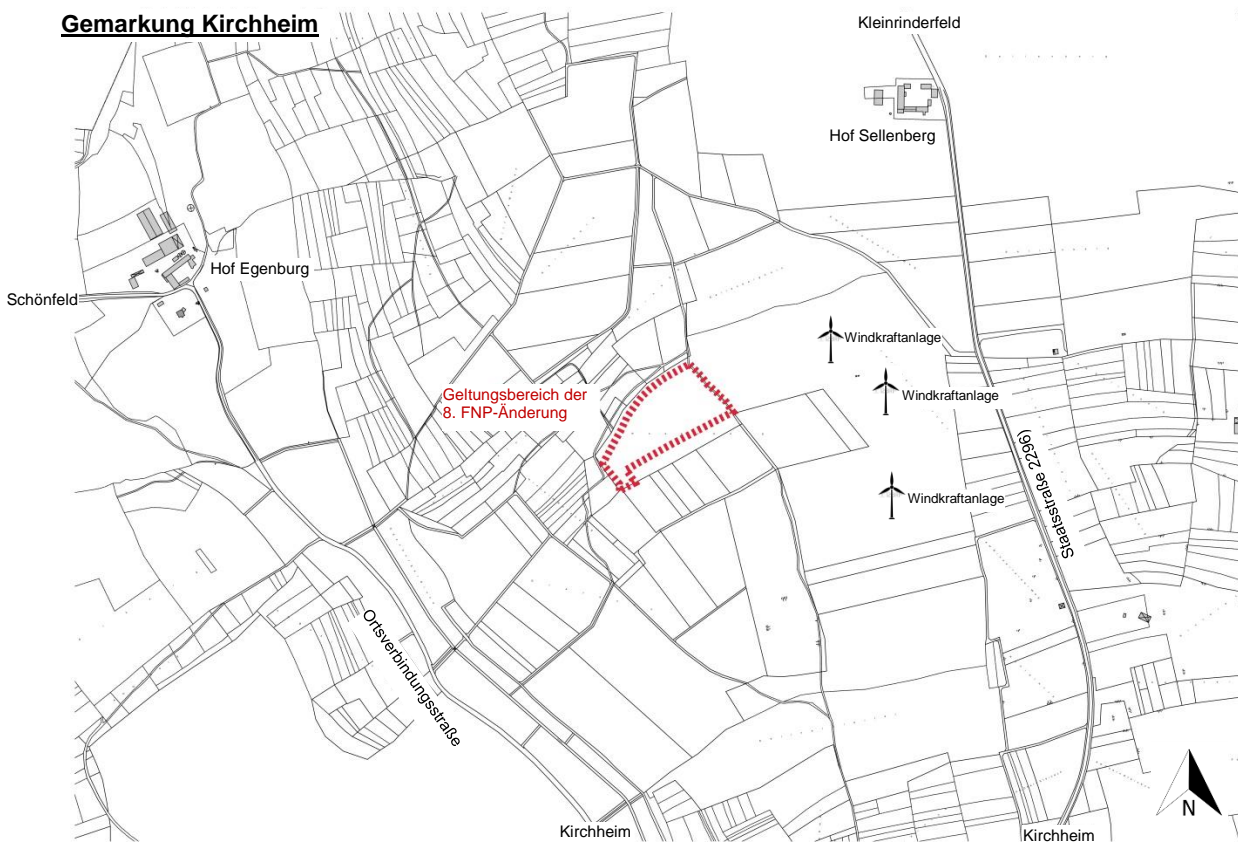 Gemarkung Kirchheim
Kleinrinderfeld
Hof Sellenberg
Hof Egenburg
Schönfeld
Windkraftanlage
Geltungsbereich der
8. FNP-Änderung
Windkraftanlage
Windkraftanlage
Staatsstraße 2296)
Ortsverbindungsstraße
N
Kirchheim
Kirchheim